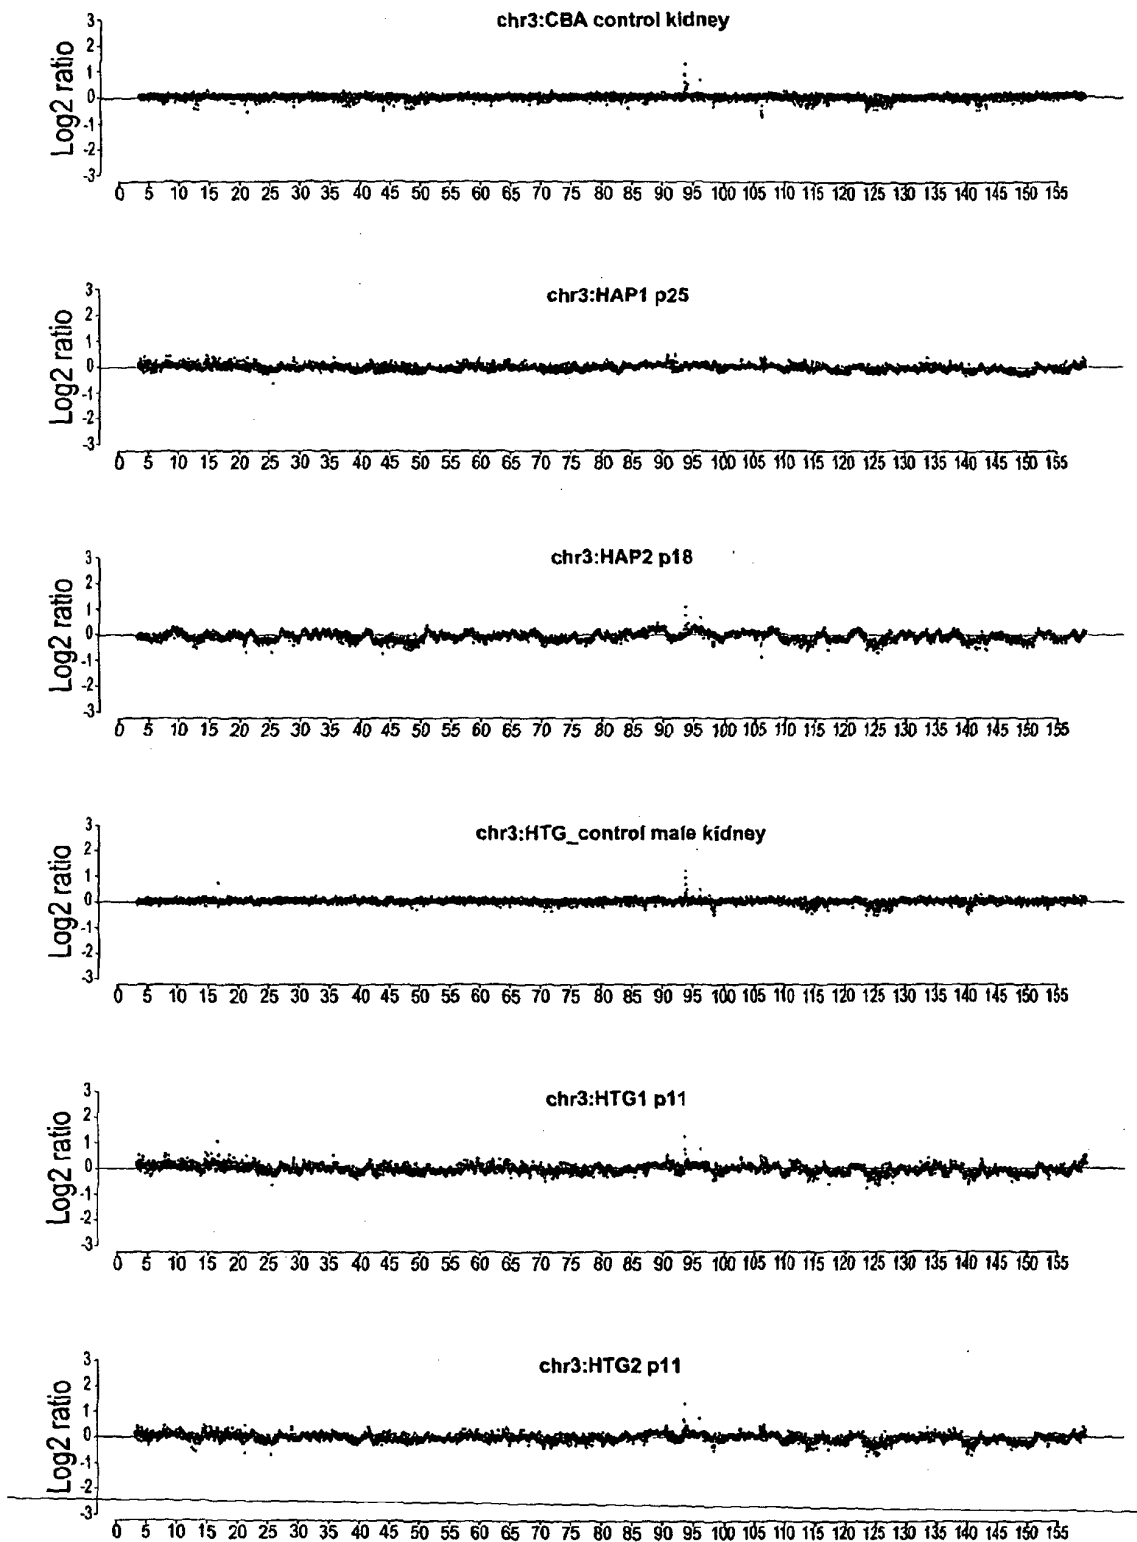 chr3:CBA control kidney
Log2 ratio
3
2
1
0
-1
-2
-3
0 5 10 15 20 25 30 35 40 45 50 55 60 65 70 75 80 85 90 95 100 105 110 115 120 125 130 135 140 145 150 155
chr3:HAP1 p25
Log2 ratio
3
2
1
0
-1
-2
-3
0 5 10 15 20 25 30 35 40 45 50 55 60 65 70 75 80 85 90 95 100 105 110 115 120 125 130 135 140 145 150 155
chr3:HAP2 p18
Log2 ratio
3
2
1
0
-1
-2
-3
0 5 10 15 20 25 30 35 40 45 50 55 60 65 70 75 80 85 90 95 100 105 110 115 120 125 130 135 140 145 150 155
chr3:HTG_control male kidney
Log2 ratio
3
2
1
0
-1
-2
-3
0 5 10 15 20 25 30 35 40 45 50 55 60 65 70 75 80 85 90 95 100 105 110 115 120 125 130 135 140 145 150 155
chr3:HTG1 p11
Log2 ratio
3
2
1
0
-1
-2
-3
0 5 10 15 20 25 30 35 40 45 50 55 60 65 70 75 80 85 90 95 100 105 110 115 120 125 130 135 140 145 150 155
chr3:HTG2 p11
Log2 ratio
3
2
1
0
-1
-2
-3
0 5 10 15 20 25 30 35 40 45 50 55 60 65 70 75 80 85 90 95 100 105 110 115 120 125 130 135 140 145 150 155